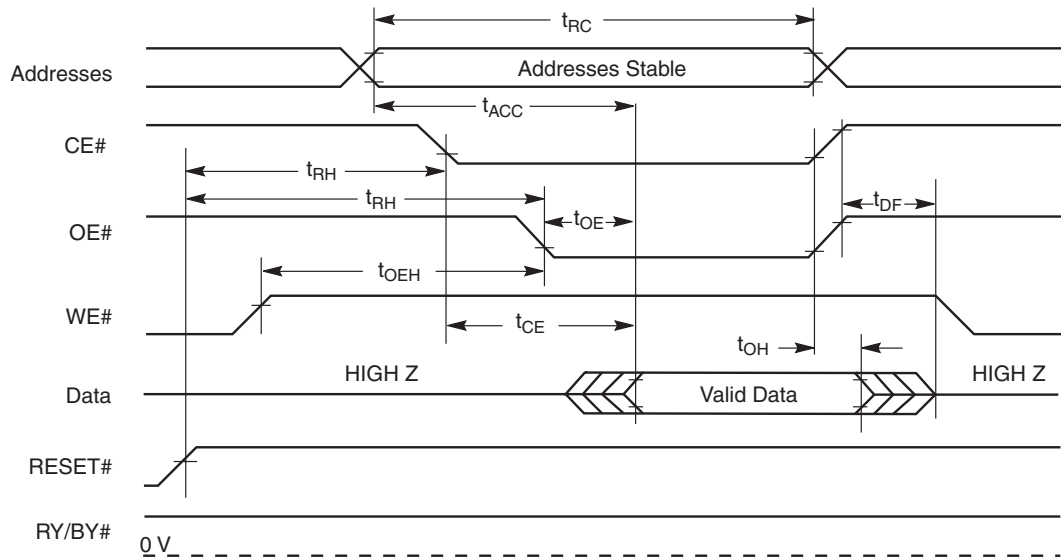 tRC
Addresses
Addresses Stable
tACC
CE#
tRH
tRH
tDF
OE#
tOE
tOEH
WE#
tCE
tOH
HIGH Z
HIGH Z
Data
Valid Data
RESET#
RY/BY#
0 V